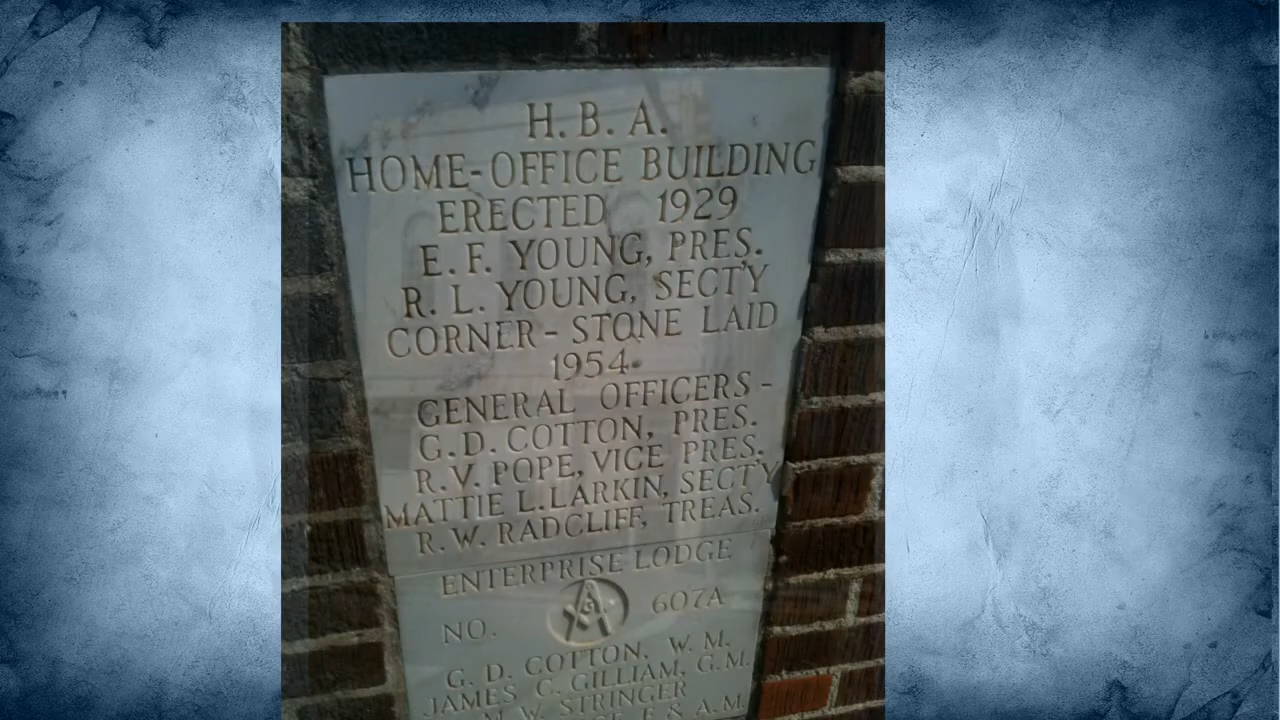 H. B. A.
HOME-OFFICE BUILDING
ERECTED 1929
E. F. YOUNG, PRES.
R. L. YOUNG, SECTY
CORNER-STONE LAID
1954
GENERAL OFFICERS-
G. D. COTTON, PRES.
R. V. POPE, VICE PRES.
MATTIE L. LARKIN, SECTY
R. W. RADCLIFF, TREAS.
ENTERPRISE LODGE
NO. G 607A
G. D. COTTON, W. M.
JAMES C. GILLIAM, G. M.
M. W. STRINGER
F. & A. M.